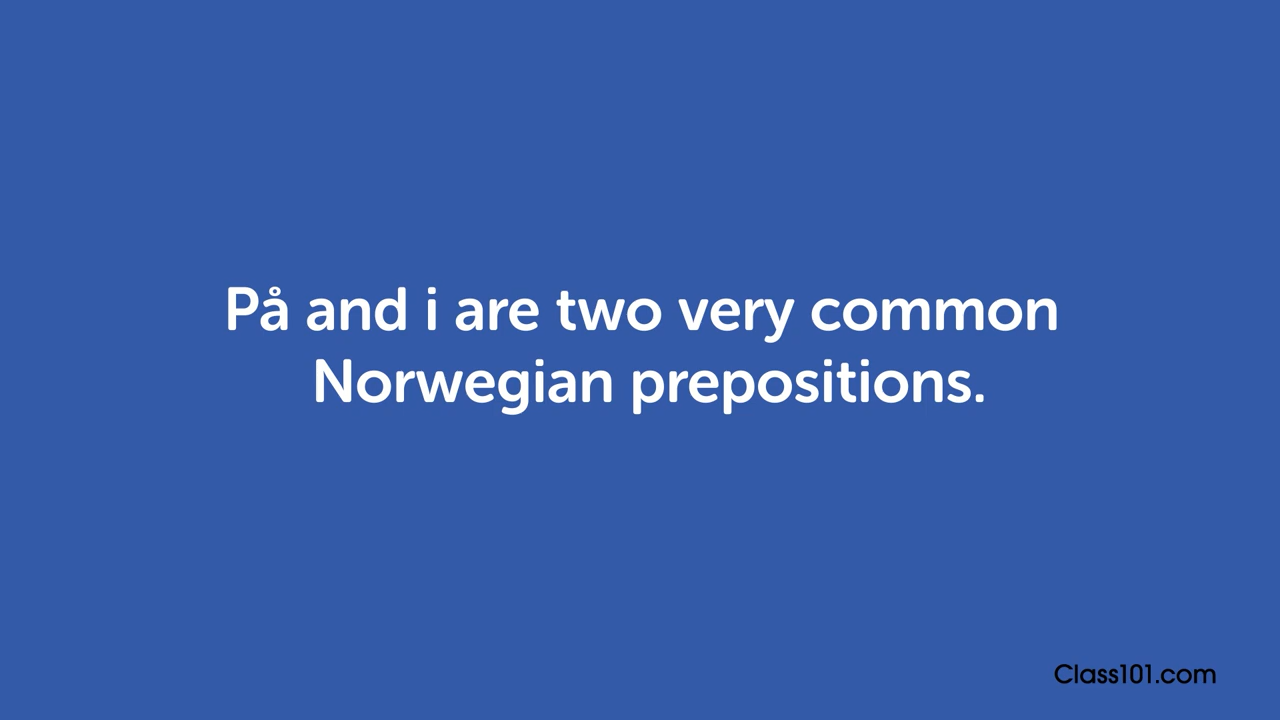 På and i are two very common
Norwegian prepositions.
Class101.com